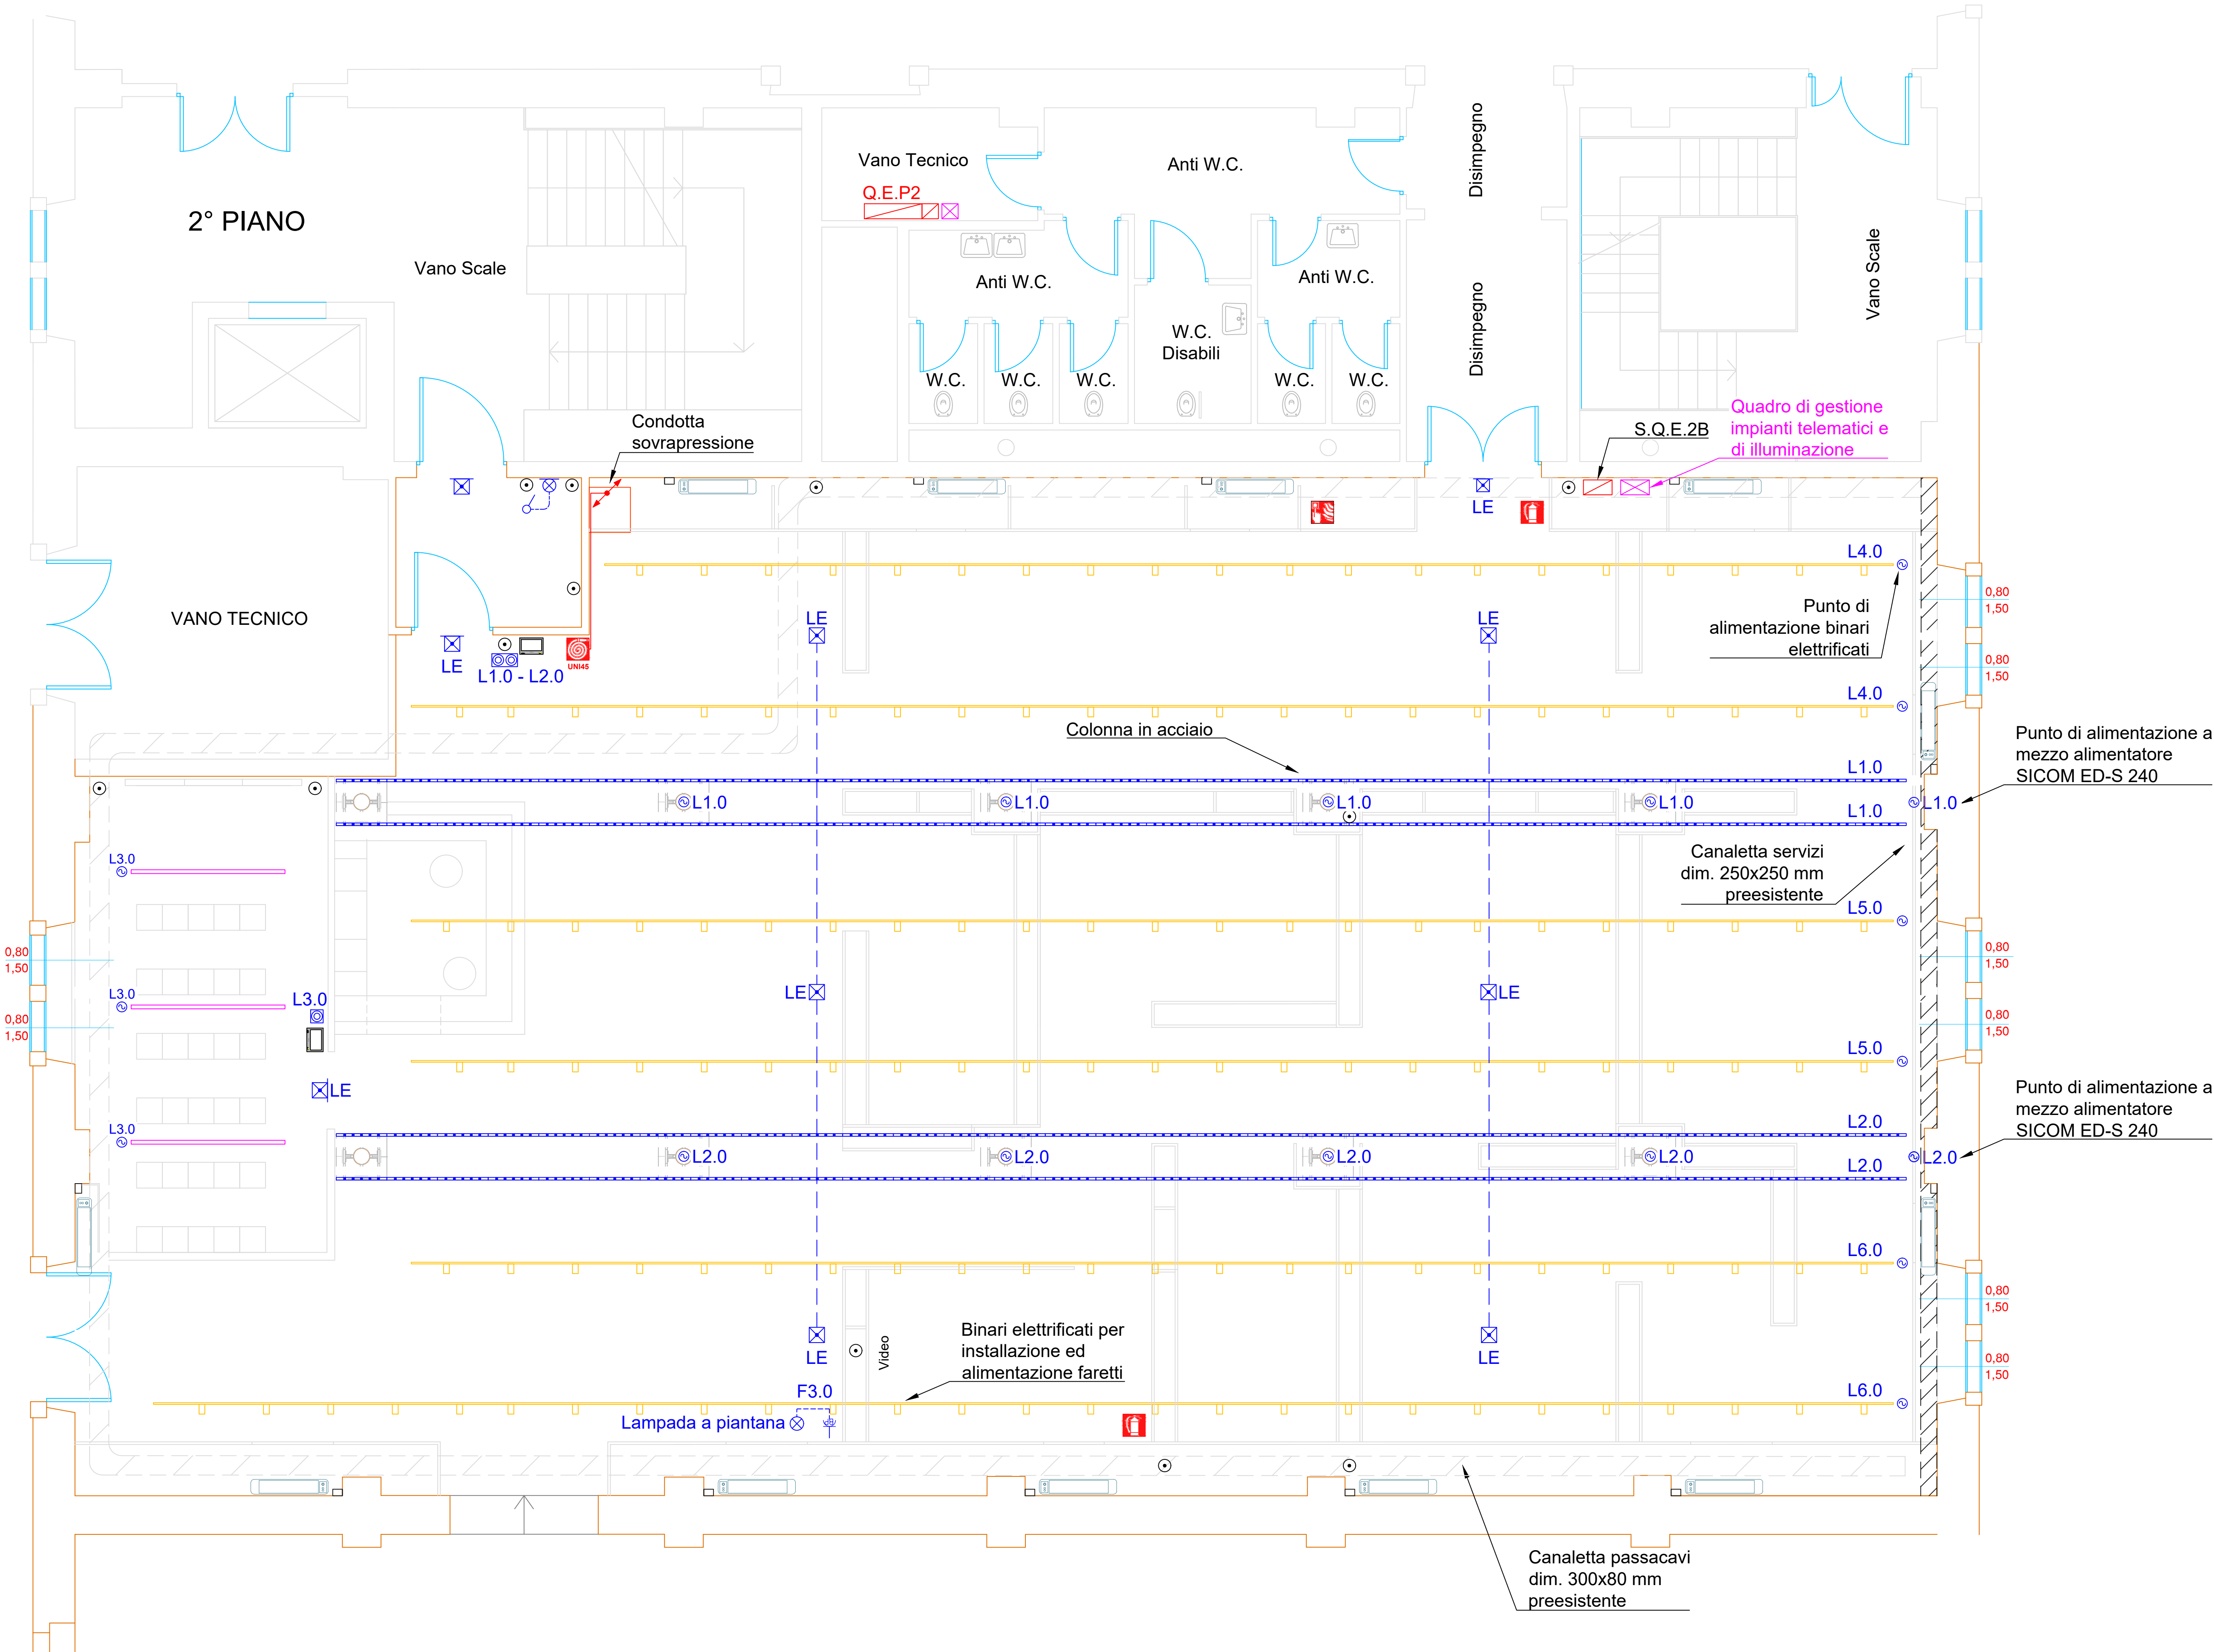 Disimpegno
Vano Tecnico
Anti W.C.
Q.E.P2
2° PIANO
Vano Scale
Vano Scale
Anti W.C.
Anti W.C.
Disimpegno
W.C.
Disabili
W.C.
W.C.
W.C.
W.C.
W.C.
Condotta
sovrapressione
Quadro di gestione
impianti telematici e
di illuminazione
S.Q.E.2B
LE
L4.0
0,80
1,50
Punto di
alimentazione binari
elettrificati
VANO TECNICO
LE
LE
LE
UNI45
L1.0 - L2.0
0,80
1,50
L4.0
Colonna in acciaio
Punto di alimentazione a
mezzo alimentatore
SICOM ED-S 240
L1.0
L1.0
L1.0
L1.0
L1.0
L1.0
L1.0
Canaletta servizi
dim. 250x250 mm
preesistente
L3.0
L5.0
0,80
1,50
0,80
1,50
L3.0
L3.0
LE
LE
0,80
1,50
0,80
1,50
L5.0
LE
Punto di alimentazione a
mezzo alimentatore
SICOM ED-S 240
L3.0
L2.0
L2.0
L2.0
L2.0
L2.0
L2.0
L2.0
L6.0
0,80
1,50
Binari elettrificati per
installazione ed
alimentazione faretti
Video
LE
LE
0,80
1,50
F3.0
L6.0
Lampada a piantana
Canaletta passacavi
dim. 300x80 mm
preesistente